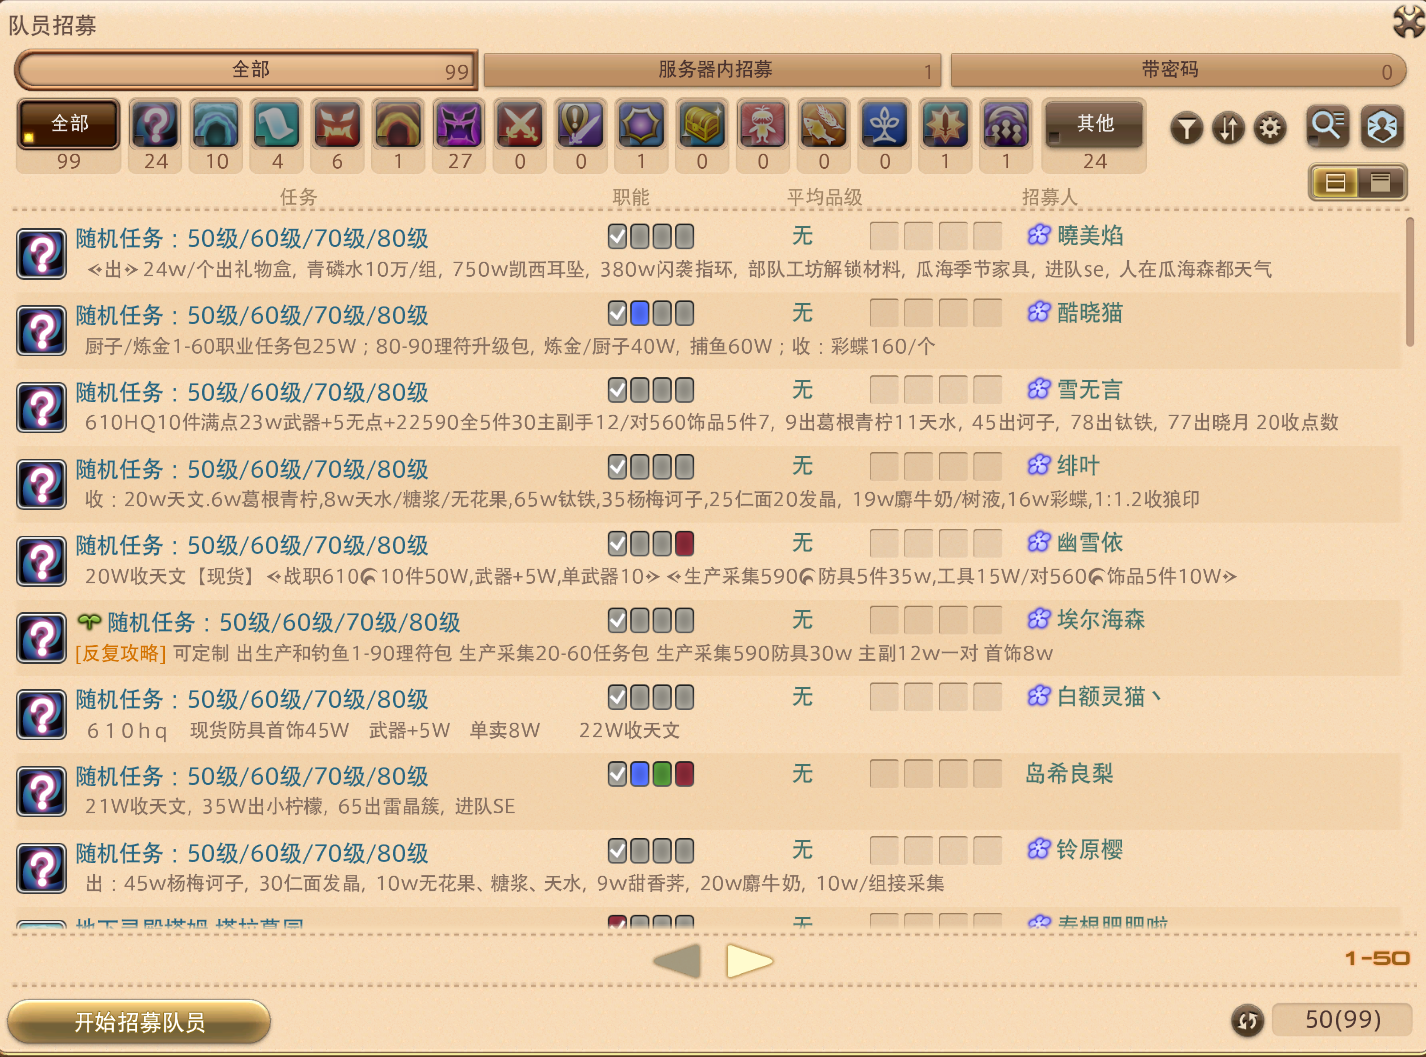 队员招募
全部 99 服务器内招募 1 带密码 0
全部 其他
99 24 10 4 6 1 27 0 0 1 0 0 0 0 1 1 24
任务 职能 平均品级 招募人
随机任务：50级/60级/70级/80级 无 曉美焰
<出>24w/个出礼物盒, 青磷水10万/组, 750w凯西耳坠, 380w闪袭指环, 部队工坊解锁材料, 瓜海季节家具, 进队se, 人在瓜海森都天气
随机任务：50级/60级/70级/80级 无 酷晓猫
厨子/炼金1-60职业任务包25W；80-90理符升级包, 炼金/厨子40W, 捕鱼60W；收：彩蝶160/个
随机任务：50级/60级/70级/80级 无 雪无言
610HQ10件满点23w武器+5无点+22590全5件30主副手12/对560饰品5件7, 9出葛根青柠11天水, 45出诃子, 78出钛铁, 77出晓月 20收点数
随机任务：50级/60级/70级/80级 无 绯叶
收：20w天文.6w葛根青柠,8w天水/糖浆/无花果,65w钛铁,35杨梅诃子,25仁面20发晶, 19w麝牛奶/树液,16w彩蝶,1:1.2收狼印
随机任务：50级/60级/70级/80级 无 幽雪依
20W收天文【现货】<战职610 10件50W,武器+5W,单武器10> <生产采集590 防具5件35w,工具15W/对560 饰品5件10W>
随机任务：50级/60级/70级/80级 无 埃尔海森
[反复攻略] 可定制 出生产和钓鱼1-90理符包 生产采集20-60任务包 生产采集590防具30w 主副12w一对 首饰8w
随机任务：50级/60级/70级/80级 无 白额灵猫丶
６１０ｈｑ　现货防具首饰45W　武器+5W　单卖8W　　22W收天文
随机任务：50级/60级/70级/80级 无 岛希良梨
21W收天文, 35W出小柠檬, 65出雷晶簇, 进队SE
随机任务：50级/60级/70级/80级 无 铃原樱
出：45w杨梅诃子, 30仁面发晶, 10w无花果、糖浆、天水, 9w甜香荠, 20w麝牛奶, 10w/组接采集
地下灵殿塔姆·塔拉墓园 无
1-50
开始招募队员 50(99)